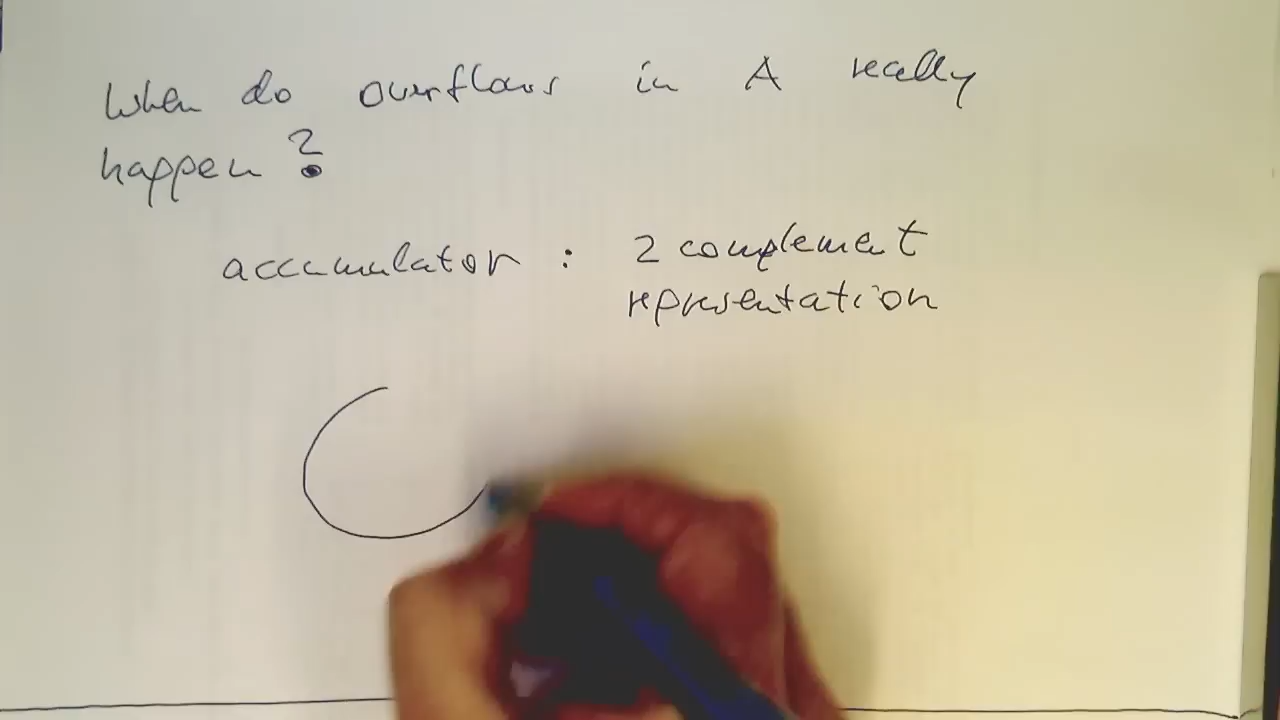 When do overflows in A really
happen?
accumulator : 2 complement
representation